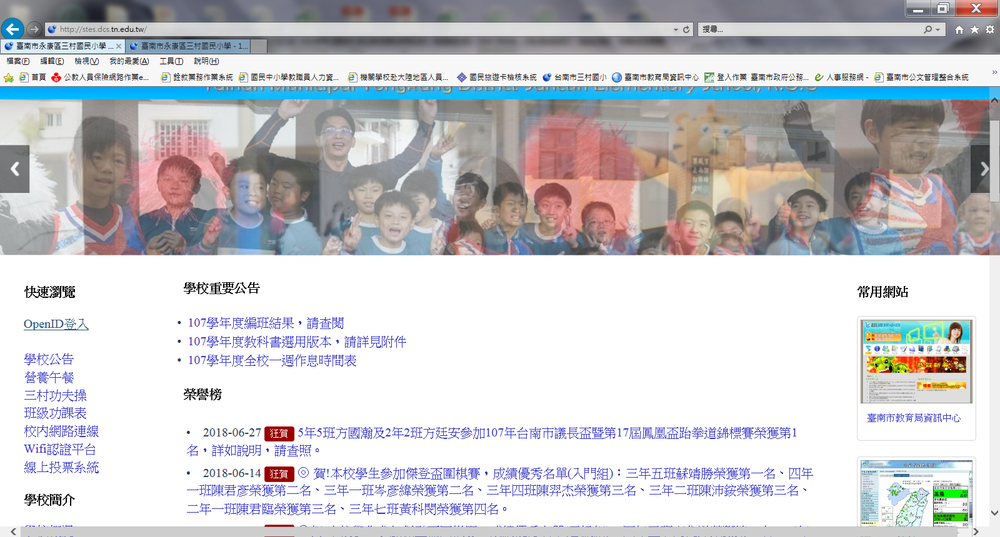 http://stes.dcs.tn.edu.tw/
搜尋...
臺南市永康區三村國民小學 ...
臺南市永康區三村國民小學 - 1...
檔案(F) 編輯(E) 檢視(V) 我的最愛(A) 工具(T) 說明(H)
首頁 公教人員保險網路作業e... 銓敘業務作業系統 國民中小學教職員人力資... 機關學校赴大陸地區人員... 國民旅遊卡檢核系統 台南市三村國小 臺南市教育局資訊中心 登入作業 臺南市政府公務... 人事服務網 - 臺南市公文管理整合系統
快速瀏覽
OpenID登入
學校公告
營養午餐
三村功夫操
班級功課表
校內網路連線
Wifi認證平台
線上投票系統
學校簡介
學校重要公告
• 107學年度編班結果，請查閱
• 107學年度教科書選用版本，請詳見附件
• 107學年度全校一週作息時間表
榮譽榜
• 2018-06-27 狂賀 5年5班方國瀚及2年2班方廷安參加107年台南市議長盃暨第17屆鳳凰盃跆拳道錦標賽榮獲第1
名，詳如說明，請查照。
• 2018-06-14 狂賀 ◎ 賀!本校學生參加傑登盃圍棋賽，成績優秀名單(入門組)：三年五班蘇靖勝榮獲第一名、四年
一班陳君彥榮獲第二名、三年一班岑彥緯榮獲第二名、三年四班陳羿杰榮獲第三名、三年二班陳沛銨榮獲第三名、
二年一班陳君臨榮獲第三名、三年七班黃科閔榮獲第四名。
常用網站
臺南市教育局資訊中心